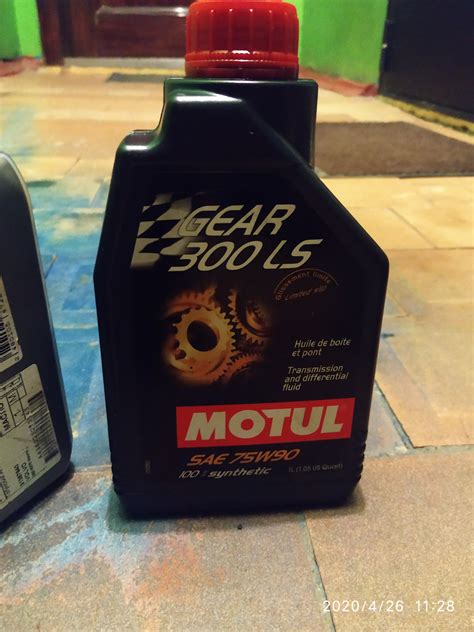 GEAR
300 LS
Glissement limité
Limited slip
Huile de boîte
et pont
Transmission
and differential
fluid
MOTUL
SAE 75W90
100% synthetic
1L (1,05 US Quart)
2020/4/26 11:28